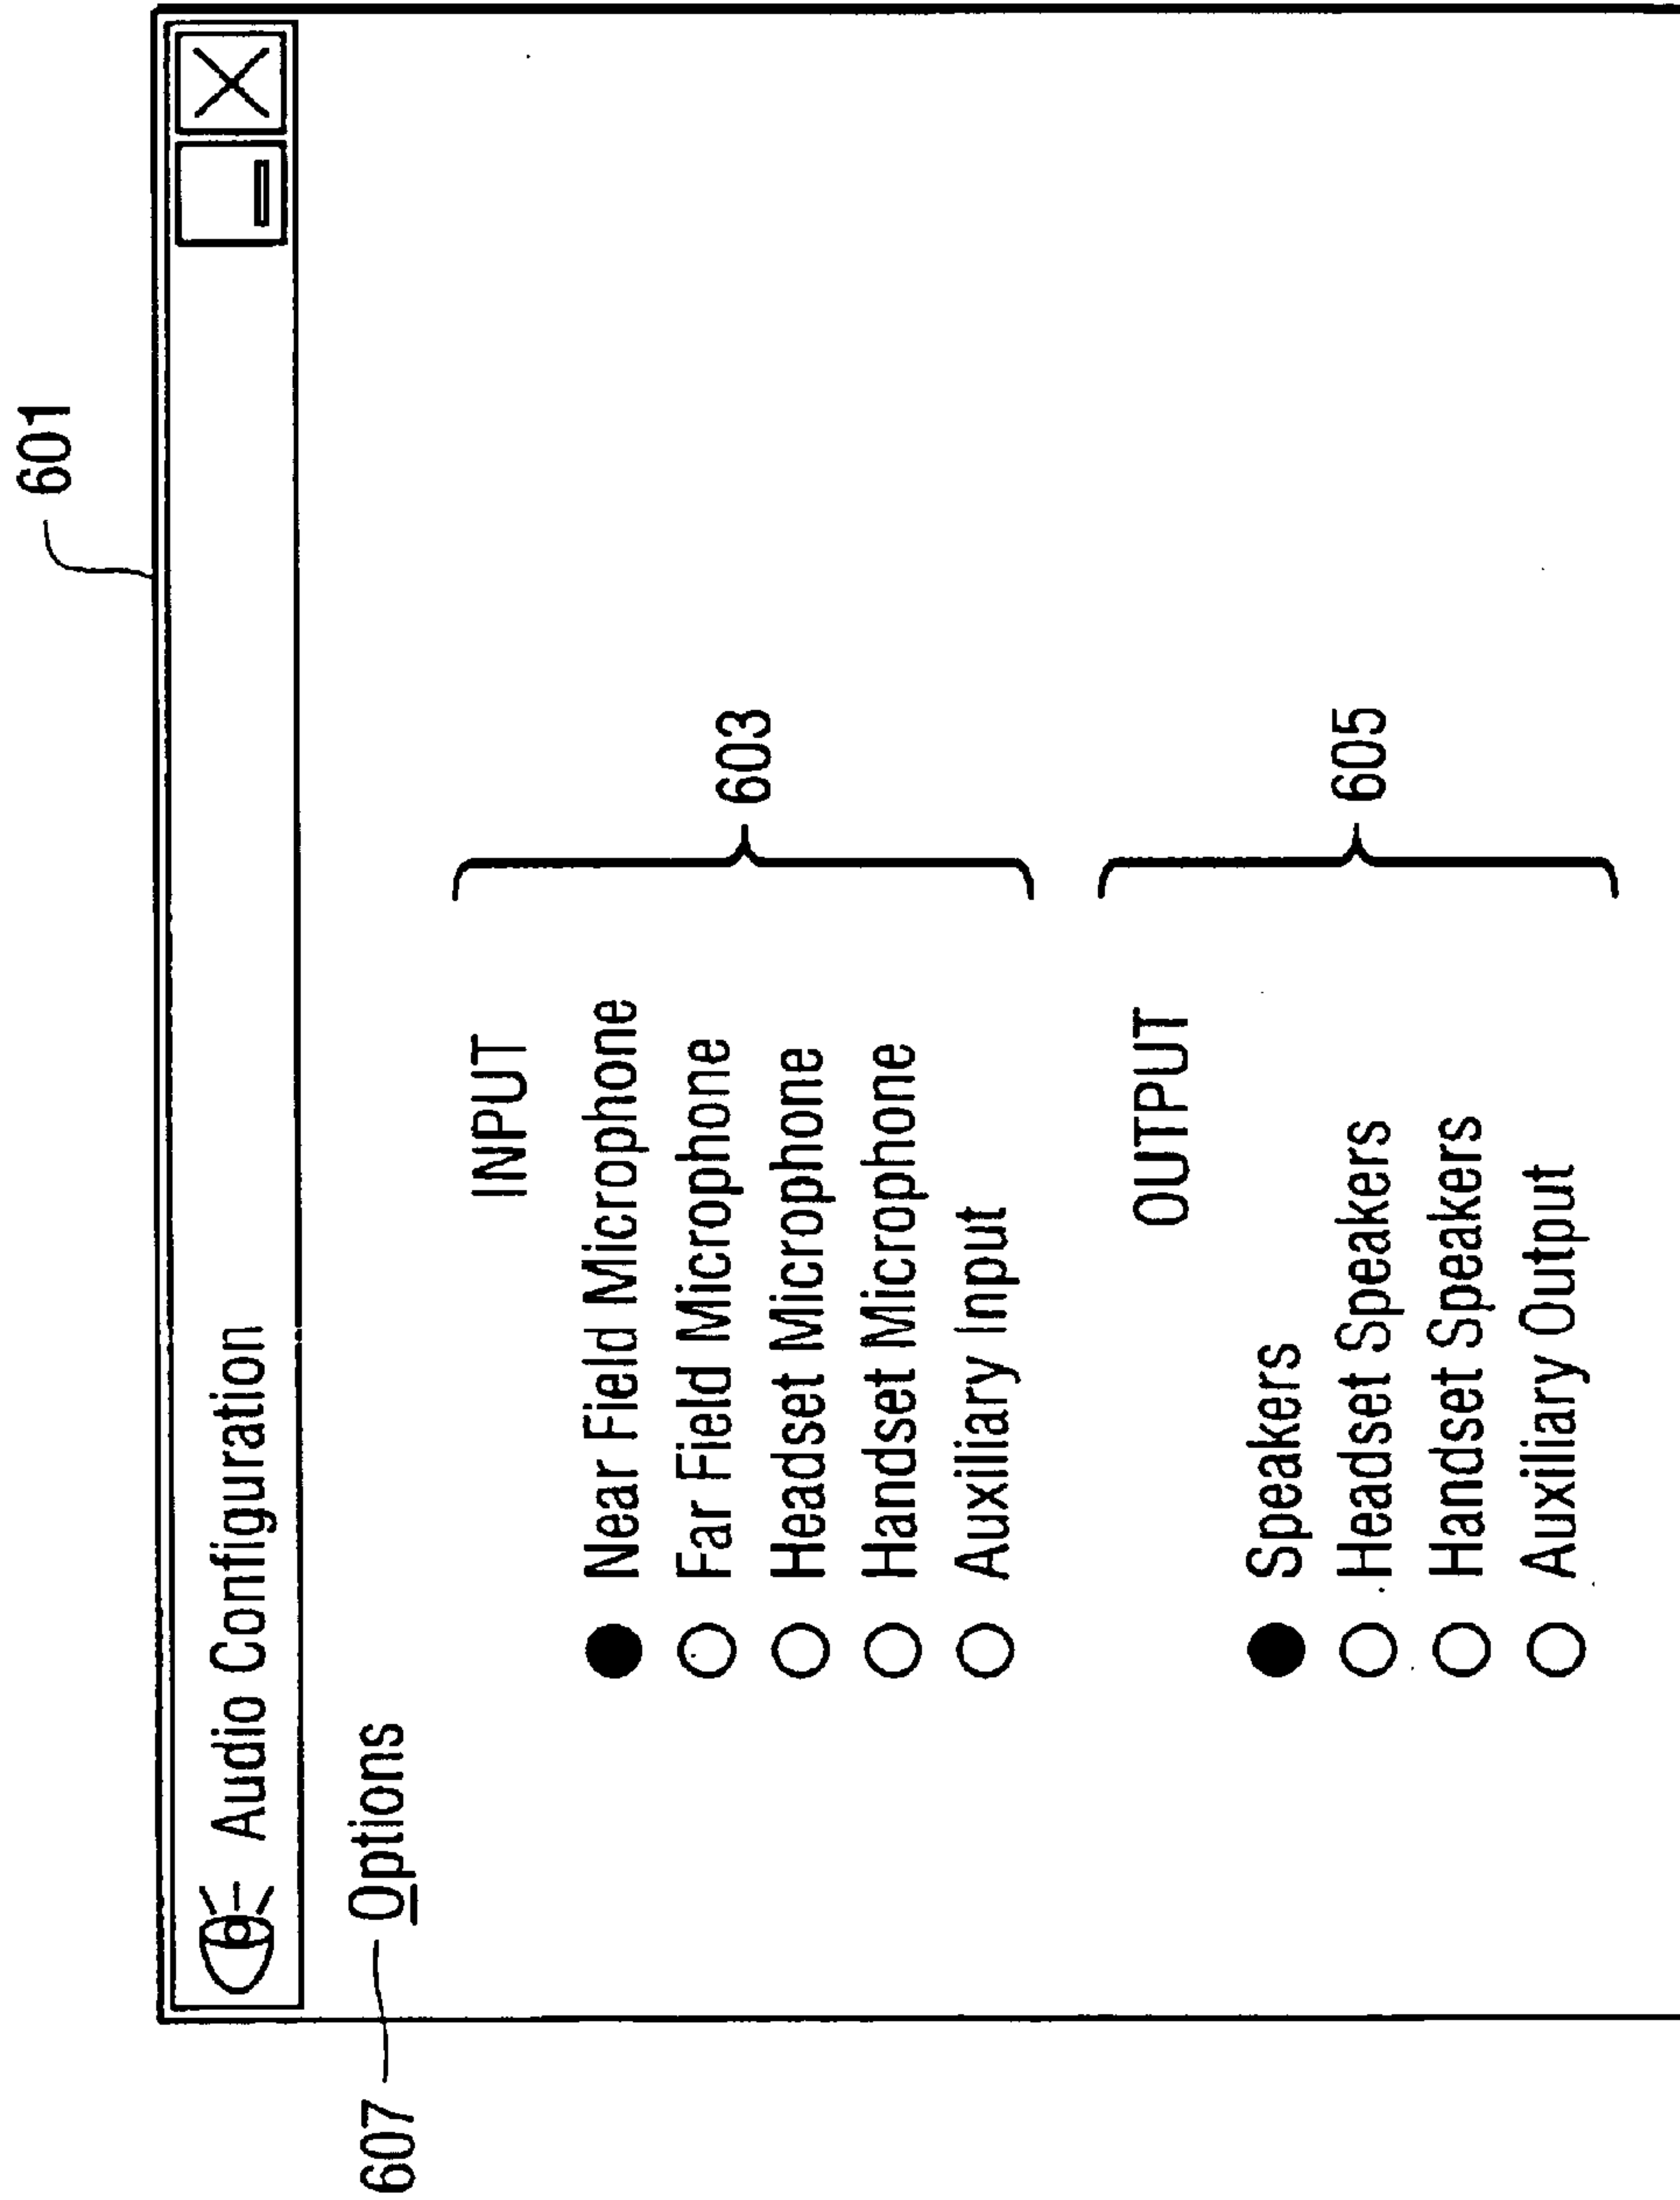 601
Audio Configuration
607
Options
INPUT
Near Field Microphone
Far Field Microphone
Headset Microphone
Handset Microphone
Auxiliary Input
603
OUTPUT
Speakers
Headset Speakers
Handset Speakers
Auxiliary Output
605